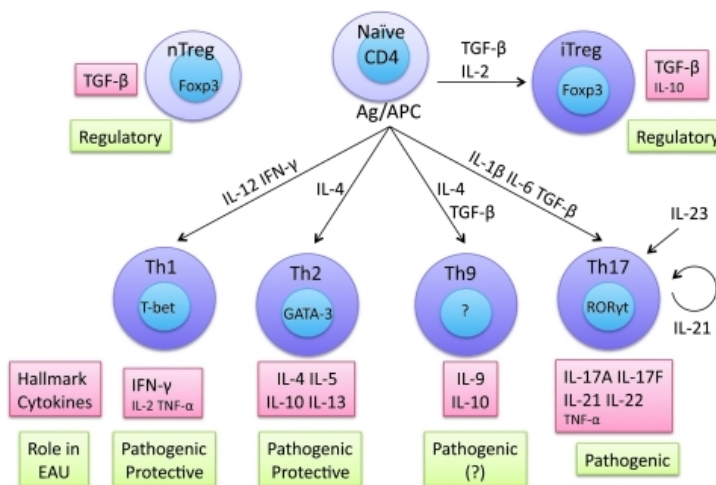 nTreg
Foxp3
TGF-β
Regulatory
Naïve
CD4
Ag/APC
TGF-β
IL-2
iTreg
Foxp3
TGF-β
IL-10
Regulatory
IL-12 IFN-γ
IL-4
IL-4
TGF-β
IL-1β IL-6 TGF-β
IL-23
IL-21
Th1
T-bet
Th2
GATA-3
Th9
?
Th17
RORγt
Hallmark
Cytokines
IFN-γ
IL-2 TNF-α
IL-4 IL-5
IL-10 IL-13
IL-9
IL-10
IL-17A IL-17F
IL-21 IL-22
TNF-α
Role in
EAU
Pathogenic
Protective
Pathogenic
Protective
Pathogenic
(?)
Pathogenic